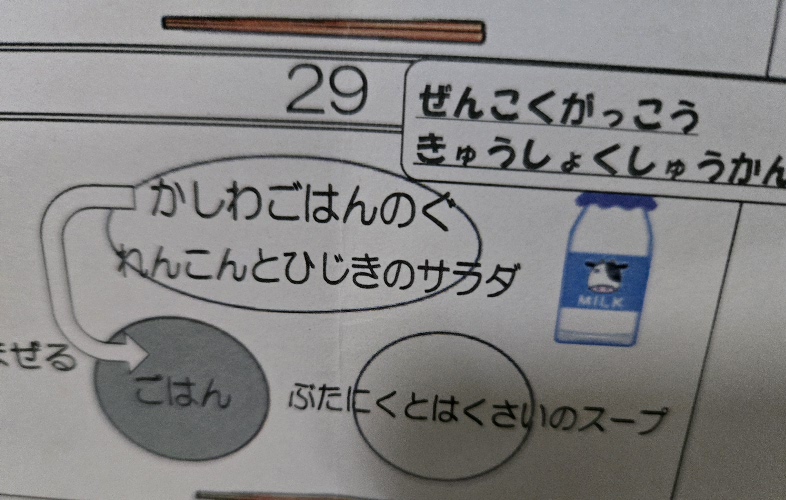 29
ぜんこくがっこう
きゅうしょくしゅうかん
かしわごはんのぐ
れんこんとひじきのサラダ
MILK
まぜる
ごはん
ぶたにくとはくさいのスープ